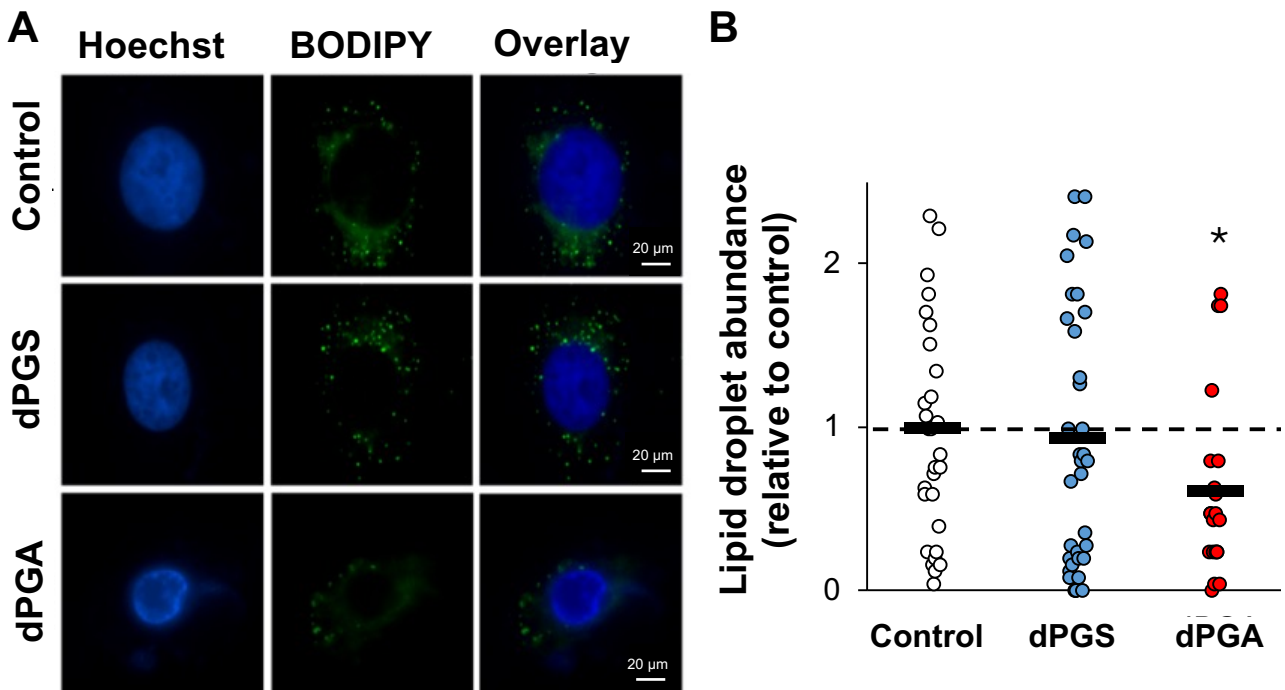 A
Hoechst BODIPY Overlay
Control
20 µm
dPGS
20 µm
dPGA
20 µm
B
Lipid droplet abundance
(relative to control)
2
1
0
*
Control dPGS dPGA